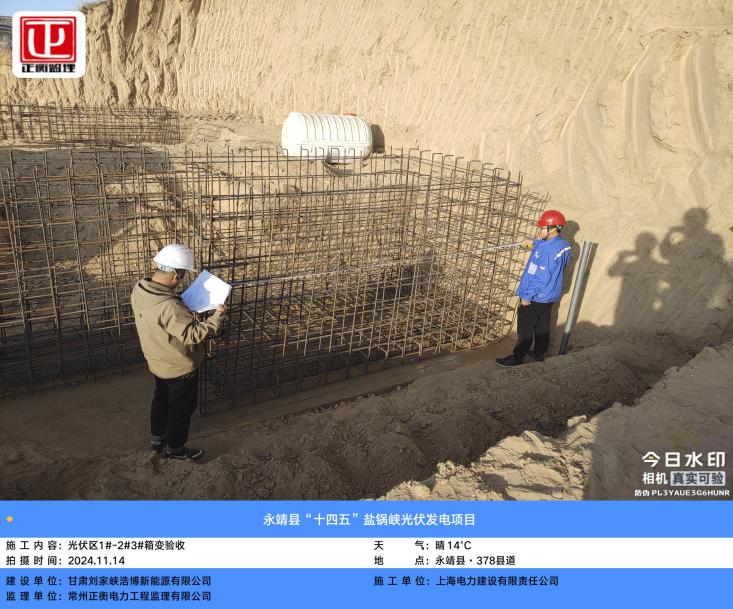 正衡监理
今日水印
相机 真实可验
防伪 PL3YAUE3G6HUNR
永靖县“十四五”盐锅峡光伏发电项目
施工内容：光伏区1#-2#3#箱变验收
天气：晴 14℃
拍摄时间：2024.11.14
地点：永靖县·378县道
建设单位：甘肃刘家峡浩博新能源有限公司
施工单位：上海电力建设有限责任公司
监理单位：常州正衡电力工程监理有限公司